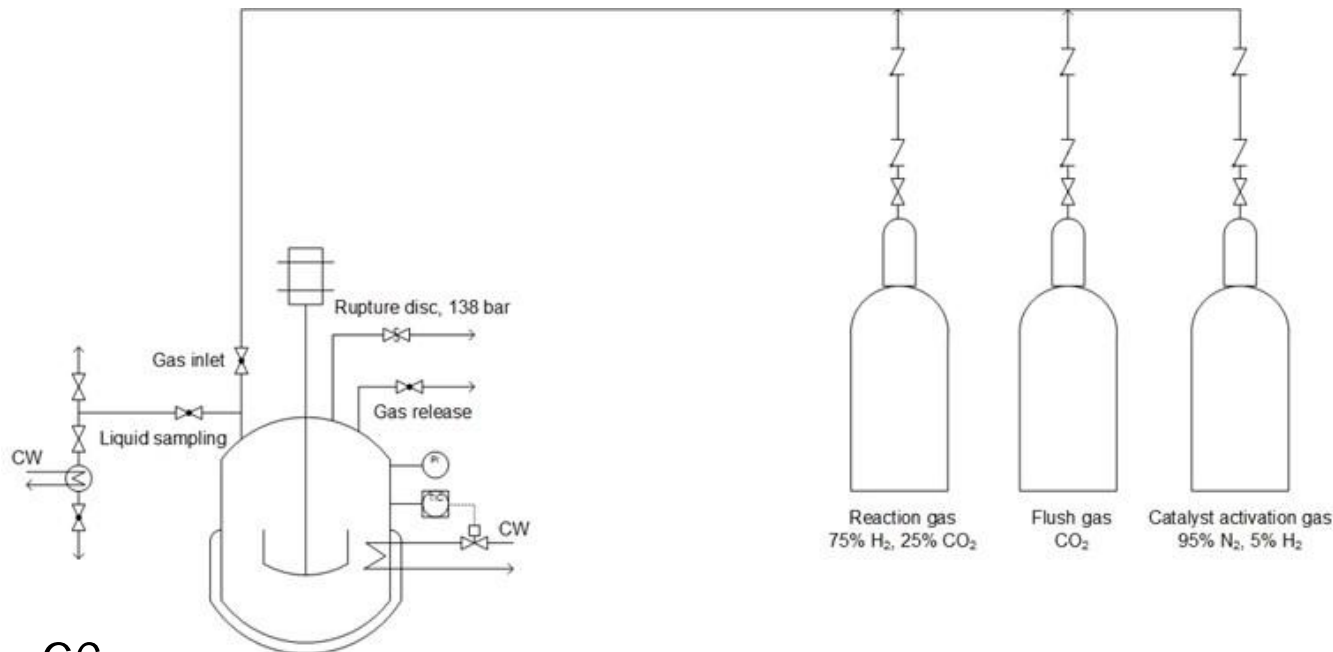 Rupture disc, 138 bar
Gas inlet
Gas release
Liquid sampling
CW
PI
CW
Reaction gas
75% H₂, 25% CO₂
Flush gas
CO₂
Catalyst activation gas
95% N₂, 5% H₂